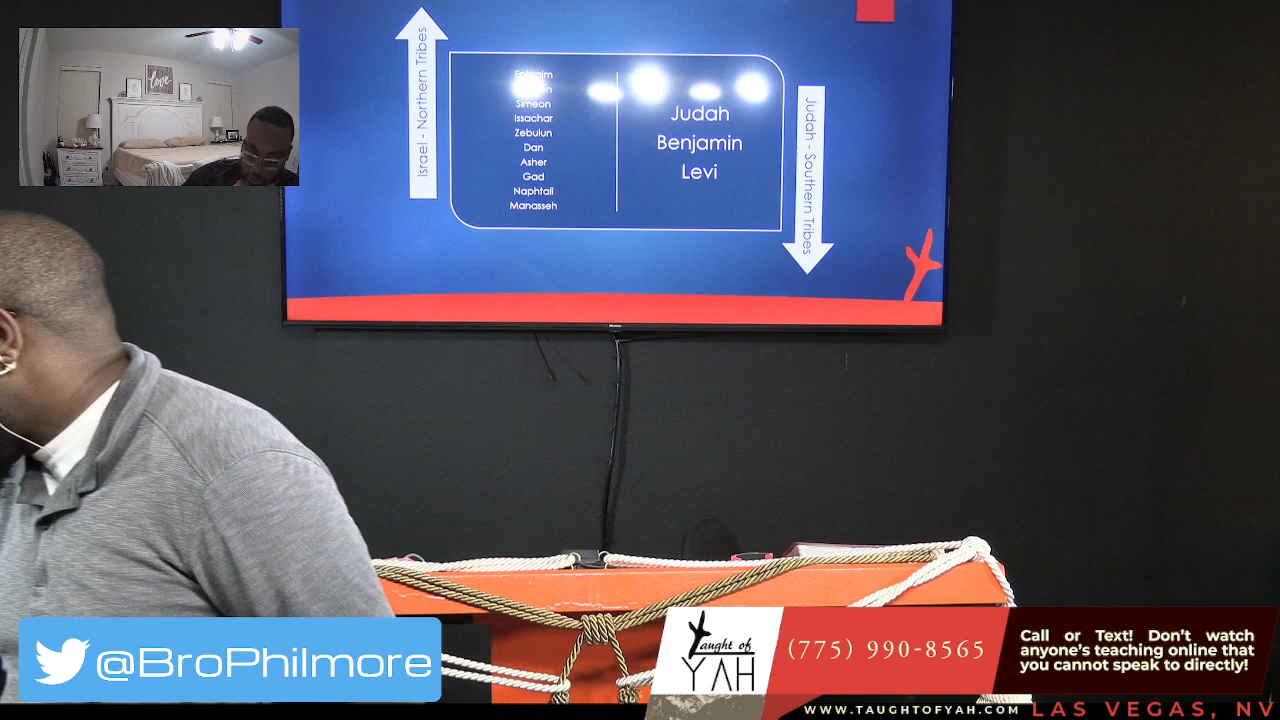 love
Israel - Northern Tribes
Ephraim
Simeon
Issachar
Zebulun
Dan
Asher
Gad
Naphtali
Manasseh
Judah
Benjamin
Levi
Judah - Southern Tribes
Hisense
@BroPhilmore
Taught of
YAH
(775) 990-8565
Call or Text! Don't watch
anyone's teaching online that
you cannot speak to directly!
WWW.TAUGHTOFYAH.COM
LAS VEGAS, NV